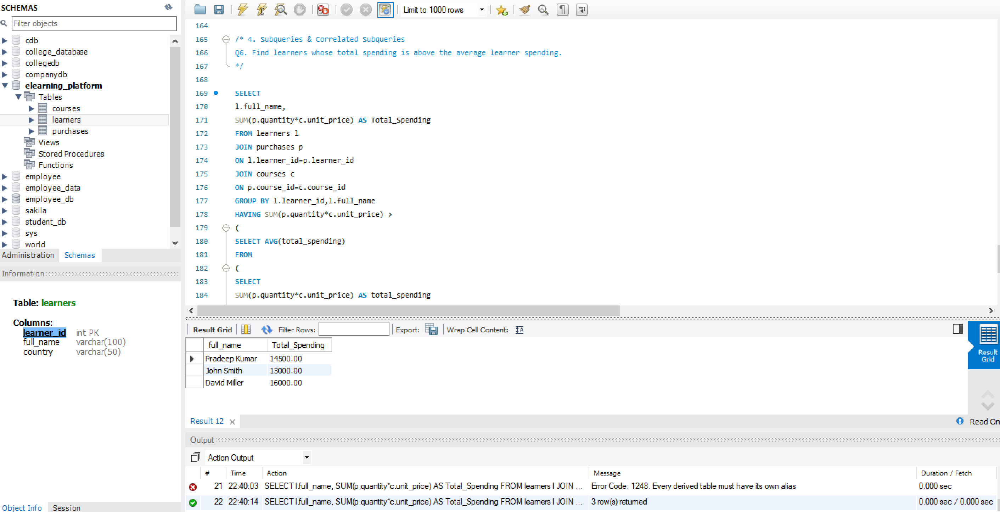 SCHEMAS
Filter objects
cdb
college_database
collegedb
companydb
elearning_platform
Tables
courses
learners
purchases
Views
Stored Procedures
Functions
employee
employee_data
employee_db
sakila
student_db
sys
world
Administration Schemas
Information
Table: learners
Columns:
learner_id int PK
full_name varchar(100)
country varchar(50)
Object Info Session
Limit to 1000 rows
164
165 /* 4. Subqueries & Correlated Subqueries
166 Q6. Find learners whose total spending is above the average learner spending.
167 */
168
169 SELECT
170 l.full_name,
171 SUM(p.quantity*c.unit_price) AS Total_Spending
172 FROM learners l
173 JOIN purchases p
174 ON l.learner_id=p.learner_id
175 JOIN courses c
176 ON p.course_id=c.course_id
177 GROUP BY l.learner_id,l.full_name
178 HAVING SUM(p.quantity*c.unit_price) >
179 (
180 SELECT AVG(total_spending)
181 FROM
182 (
183 SELECT
184 SUM(p.quantity*c.unit_price) AS total_spending
Result Grid Filter Rows: Export: Wrap Cell Content:
full_name Total_Spending
Pradeep Kumar 14500.00
John Smith 13000.00
David Miller 16000.00
Result
Grid
Result 12 Read On
Output
Action Output
# Time Action Message Duration / Fetch
21 22:40:03 SELECT l.full_name, SUM(p.quantity*c.unit_price) AS Total_Spending FROM learners l JOIN ... Error Code: 1248. Every derived table must have its own alias 0.000 sec
22 22:40:14 SELECT l.full_name, SUM(p.quantity*c.unit_price) AS Total_Spending FROM learners l JOIN ... 3 row(s) returned 0.000 sec / 0.000 sec